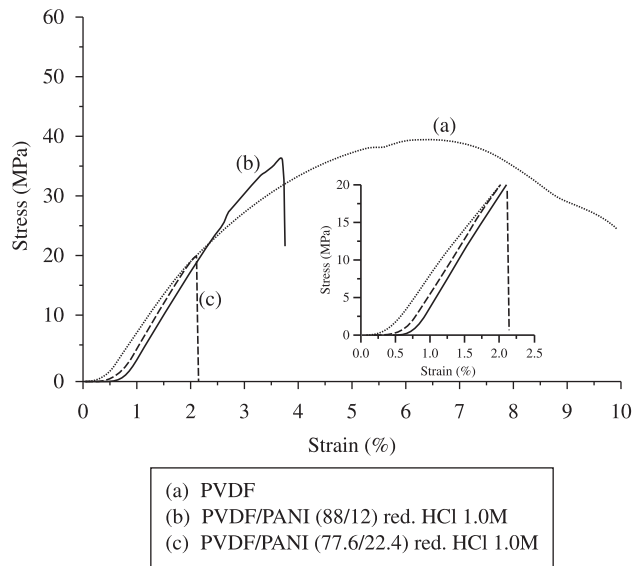 60
50
40
30
20
10
0
Stress (MPa)
(a)
(b)
(c)
20
15
10
5
0
Stress (MPa)
0.0 0.5 1.0 1.5 2.0 2.5
Strain (%)
0 1 2 3 4 5 6 7 8 9 10
Strain (%)
(a) PVDF
(b) PVDF/PANI (88/12) red. HCl 1.0M
(c) PVDF/PANI (77.6/22.4) red. HCl 1.0M